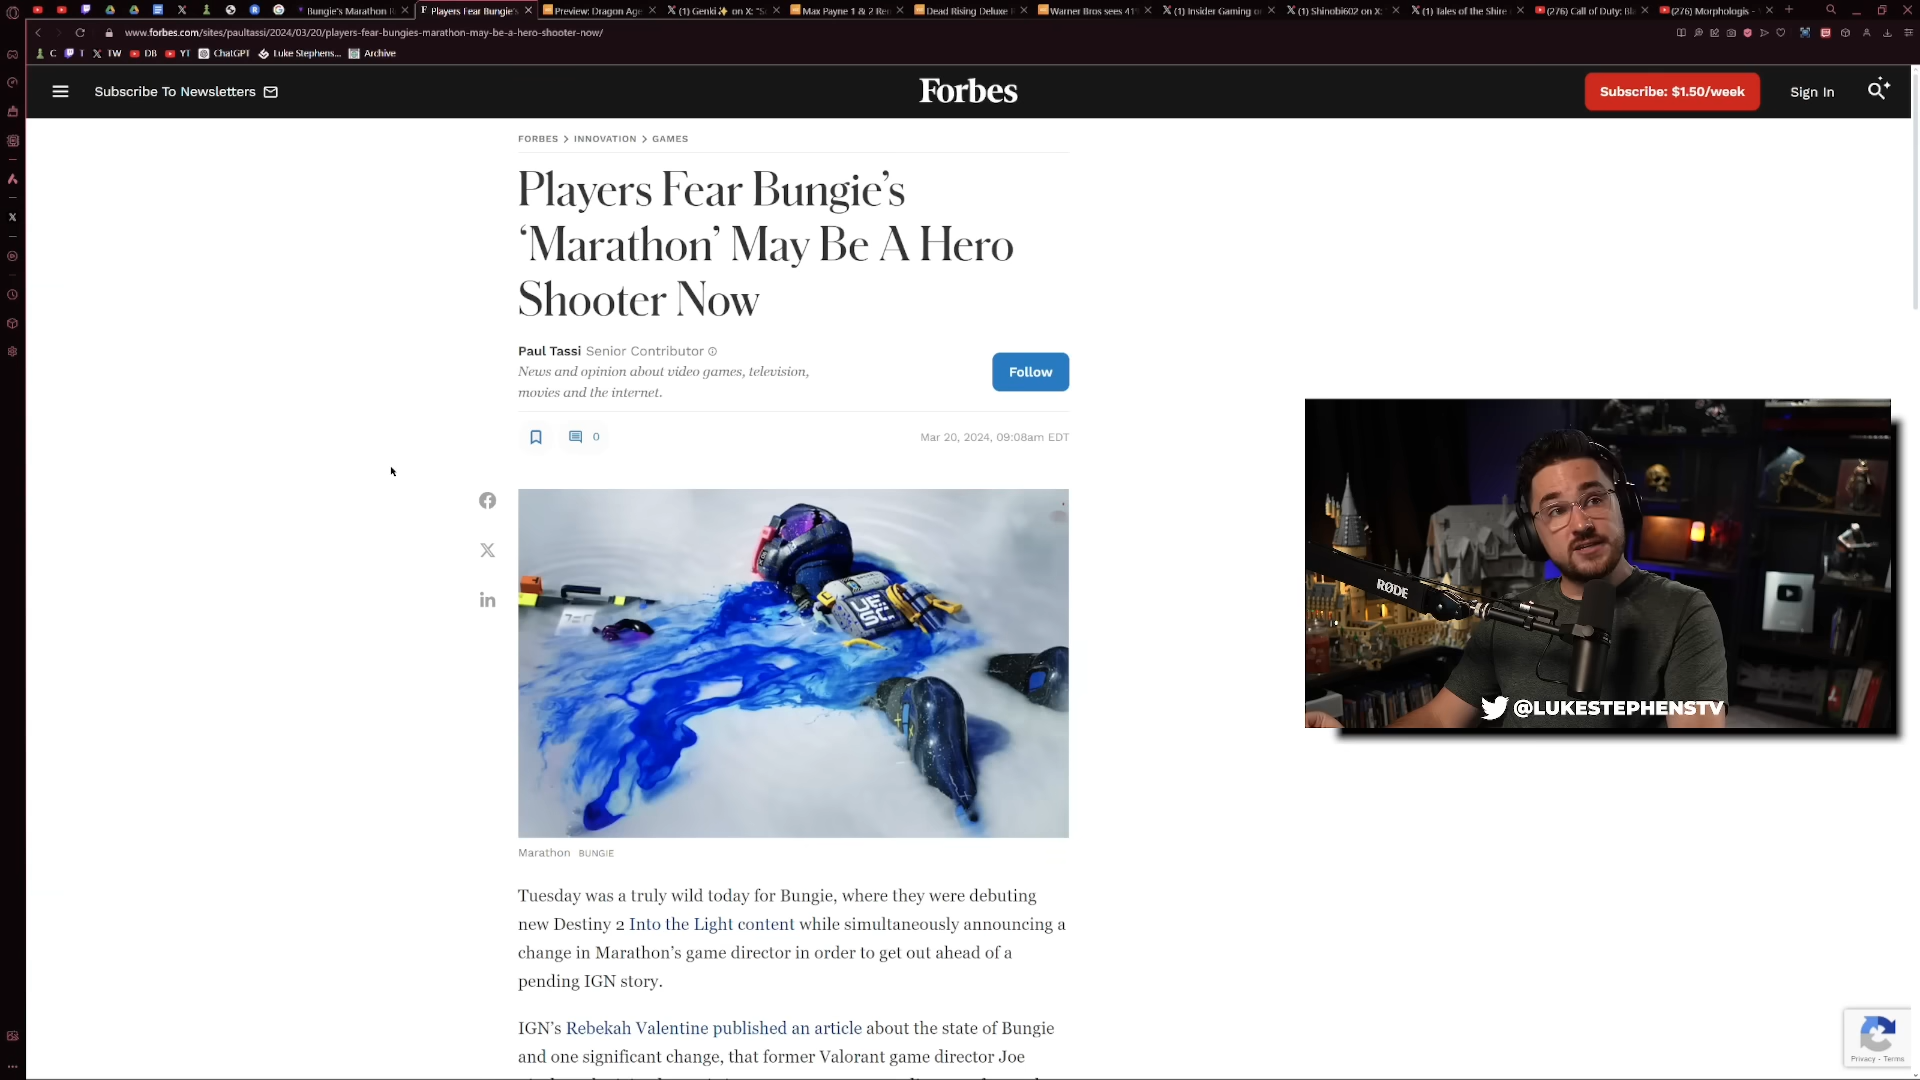 Bungie's Marathon R
Players Fear Bungie's
Preview: Dragon Age
(1) Genki✨ on X: "S
Max Payne 1 & 2 Re
Dead Rising Deluxe
Warner Bros sees 41
(1) Insider Gaming o
(1) Shinobi602 on X:
(1) Tales of the Shire
(276) Call of Duty: Bl
(276) Morphologis -
www.forbes.com/sites/paultassi/2024/03/20/players-fear-bungies-marathon-may-be-a-hero-shooter-now/
C T TW DB YT ChatGPT Luke Stephens... Archive
Subscribe To Newsletters
Forbes
Subscribe: $1.50/week
Sign In
FORBES > INNOVATION > GAMES
Players Fear Bungie's
‘Marathon’ May Be A Hero
Shooter Now
Paul Tassi Senior Contributor
News and opinion about video games, television,
movies and the internet.
Follow
0
Mar 20, 2024, 09:08am EDT
UESC
RØDE
@LUKESTEPHENSTV
Marathon BUNGIE
Tuesday was a truly wild today for Bungie, where they were debuting
new Destiny 2 Into the Light content while simultaneously announcing a
change in Marathon's game director in order to get out ahead of a
pending IGN story.
IGN's Rebekah Valentine published an article about the state of Bungie
and one significant change, that former Valorant game director Joe
Privacy - Terms